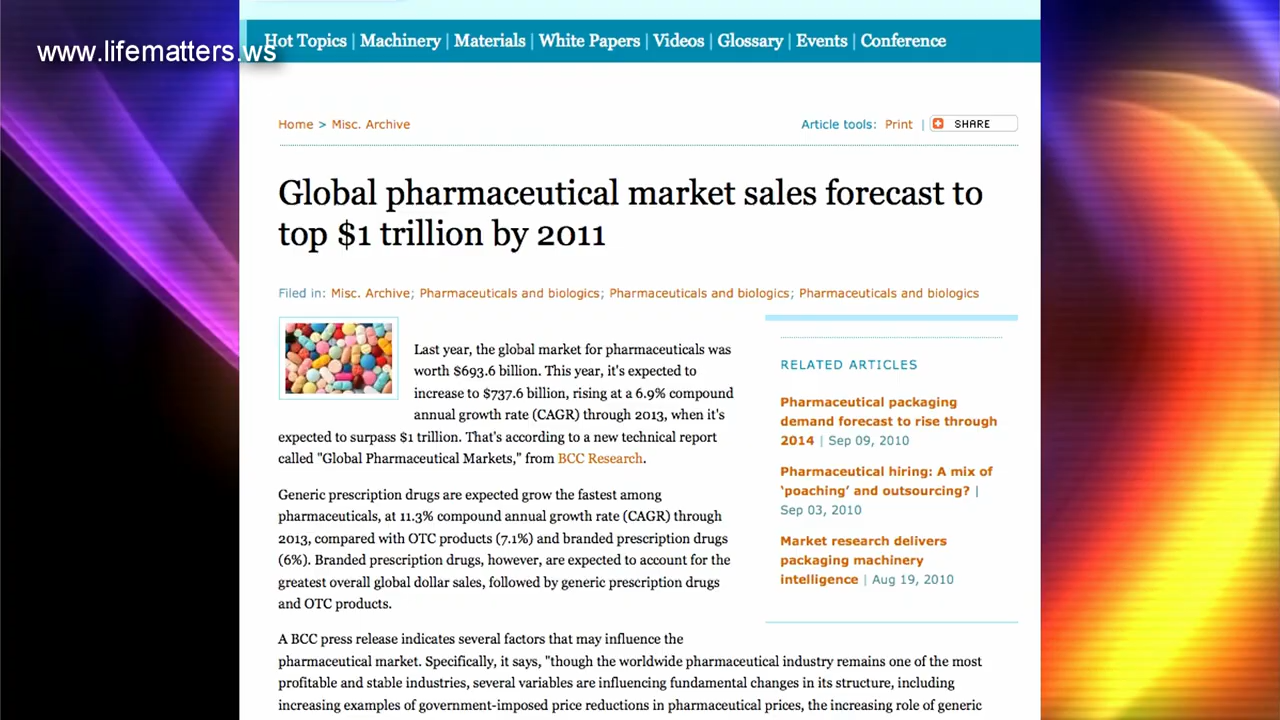 www.lifematters.ws
Hot Topics | Machinery | Materials | White Papers | Videos | Glossary | Events | Conference
Home > Misc. Archive
Article tools: Print | SHARE
Global pharmaceutical market sales forecast to
top $1 trillion by 2011
Filed in: Misc. Archive; Pharmaceuticals and biologics; Pharmaceuticals and biologics; Pharmaceuticals and biologics
Last year, the global market for pharmaceuticals was
worth $693.6 billion. This year, it's expected to
increase to $737.6 billion, rising at a 6.9% compound
annual growth rate (CAGR) through 2013, when it's
expected to surpass $1 trillion. That's according to a new technical report
called "Global Pharmaceutical Markets," from BCC Research.
Generic prescription drugs are expected grow the fastest among
pharmaceuticals, at 11.3% compound annual growth rate (CAGR) through
2013, compared with OTC products (7.1%) and branded prescription drugs
(6%). Branded prescription drugs, however, are expected to account for the
greatest overall global dollar sales, followed by generic prescription drugs
and OTC products.
A BCC press release indicates several factors that may influence the
pharmaceutical market. Specifically, it says, "though the worldwide pharmaceutical industry remains one of the most
profitable and stable industries, several variables are influencing fundamental changes in its structure, including
increasing examples of government-imposed price reductions in pharmaceutical prices, the increasing role of generic
RELATED ARTICLES
Pharmaceutical packaging
demand forecast to rise through
2014 | Sep 09, 2010
Pharmaceutical hiring: A mix of
‘poaching’ and outsourcing? |
Sep 03, 2010
Market research delivers
packaging machinery
intelligence | Aug 19, 2010